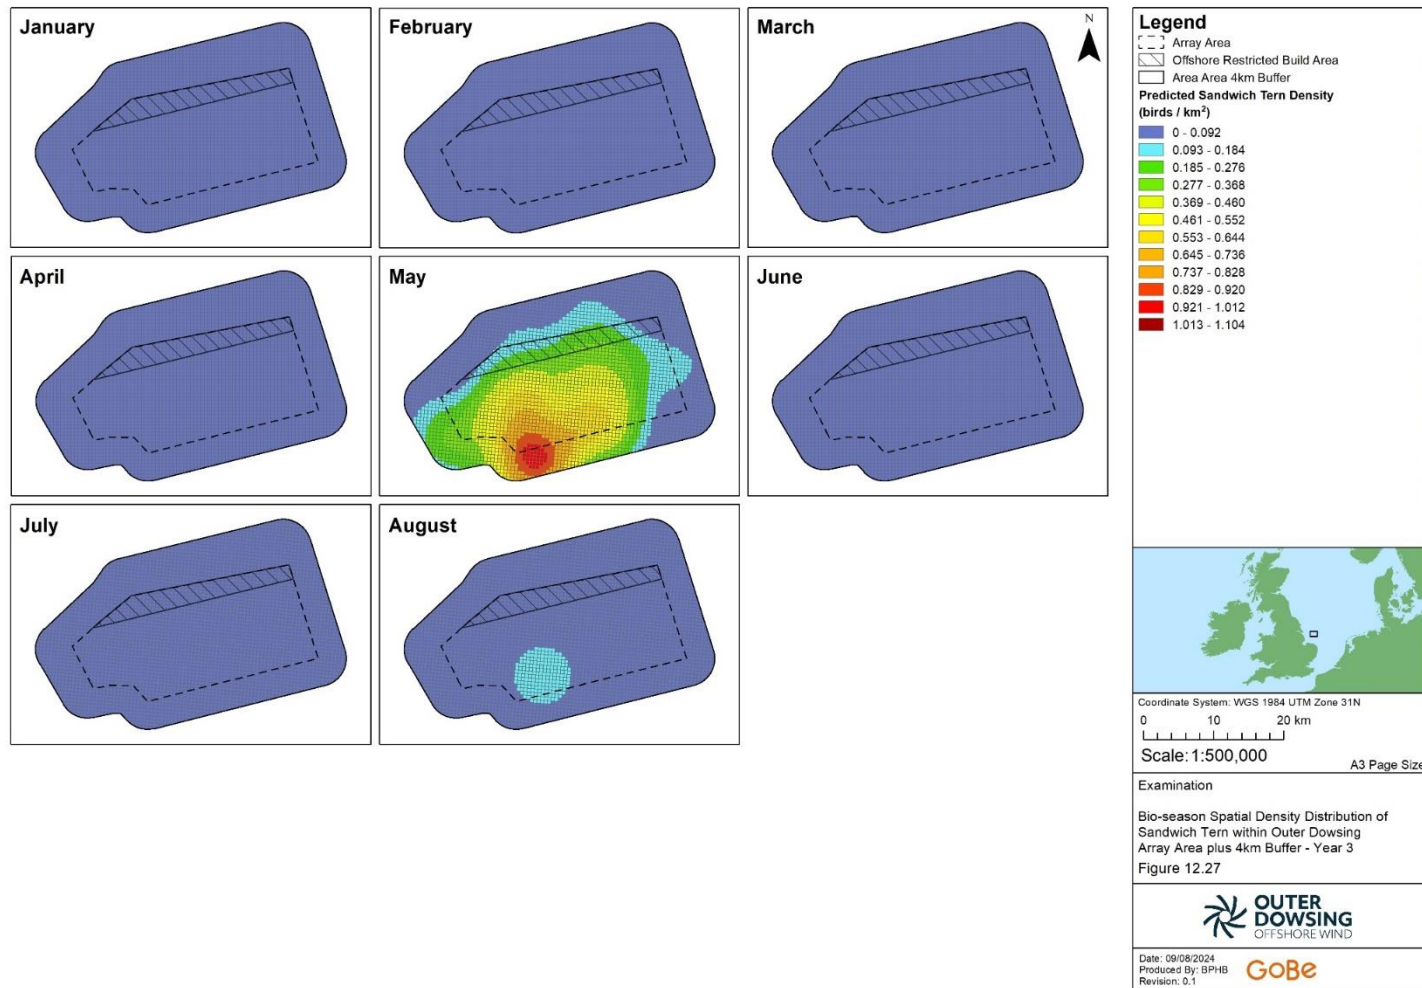 January
February
March
N
April
May
June
July
August
Legend
Array Area
Offshore Restricted Build Area
Area Area 4km Buffer
Predicted Sandwich Tern Density
(birds / km²)
0 - 0.092
0.093 - 0.184
0.185 - 0.276
0.277 - 0.368
0.369 - 0.460
0.461 - 0.552
0.553 - 0.644
0.645 - 0.736
0.737 - 0.828
0.829 - 0.920
0.921 - 1.012
1.013 - 1.104
Coordinate System: WGS 1984 UTM Zone 31N
0 10 20 km
Scale: 1:500,000
A3 Page Size
Examination
Bio-season Spatial Density Distribution of
Sandwich Tern within Outer Dowsing
Array Area plus 4km Buffer - Year 3
Figure 12.27
OUTER
DOWSING
OFFSHORE WIND
Date: 09/08/2024
Produced By: BPHB
Revision: 0.1
GoBe